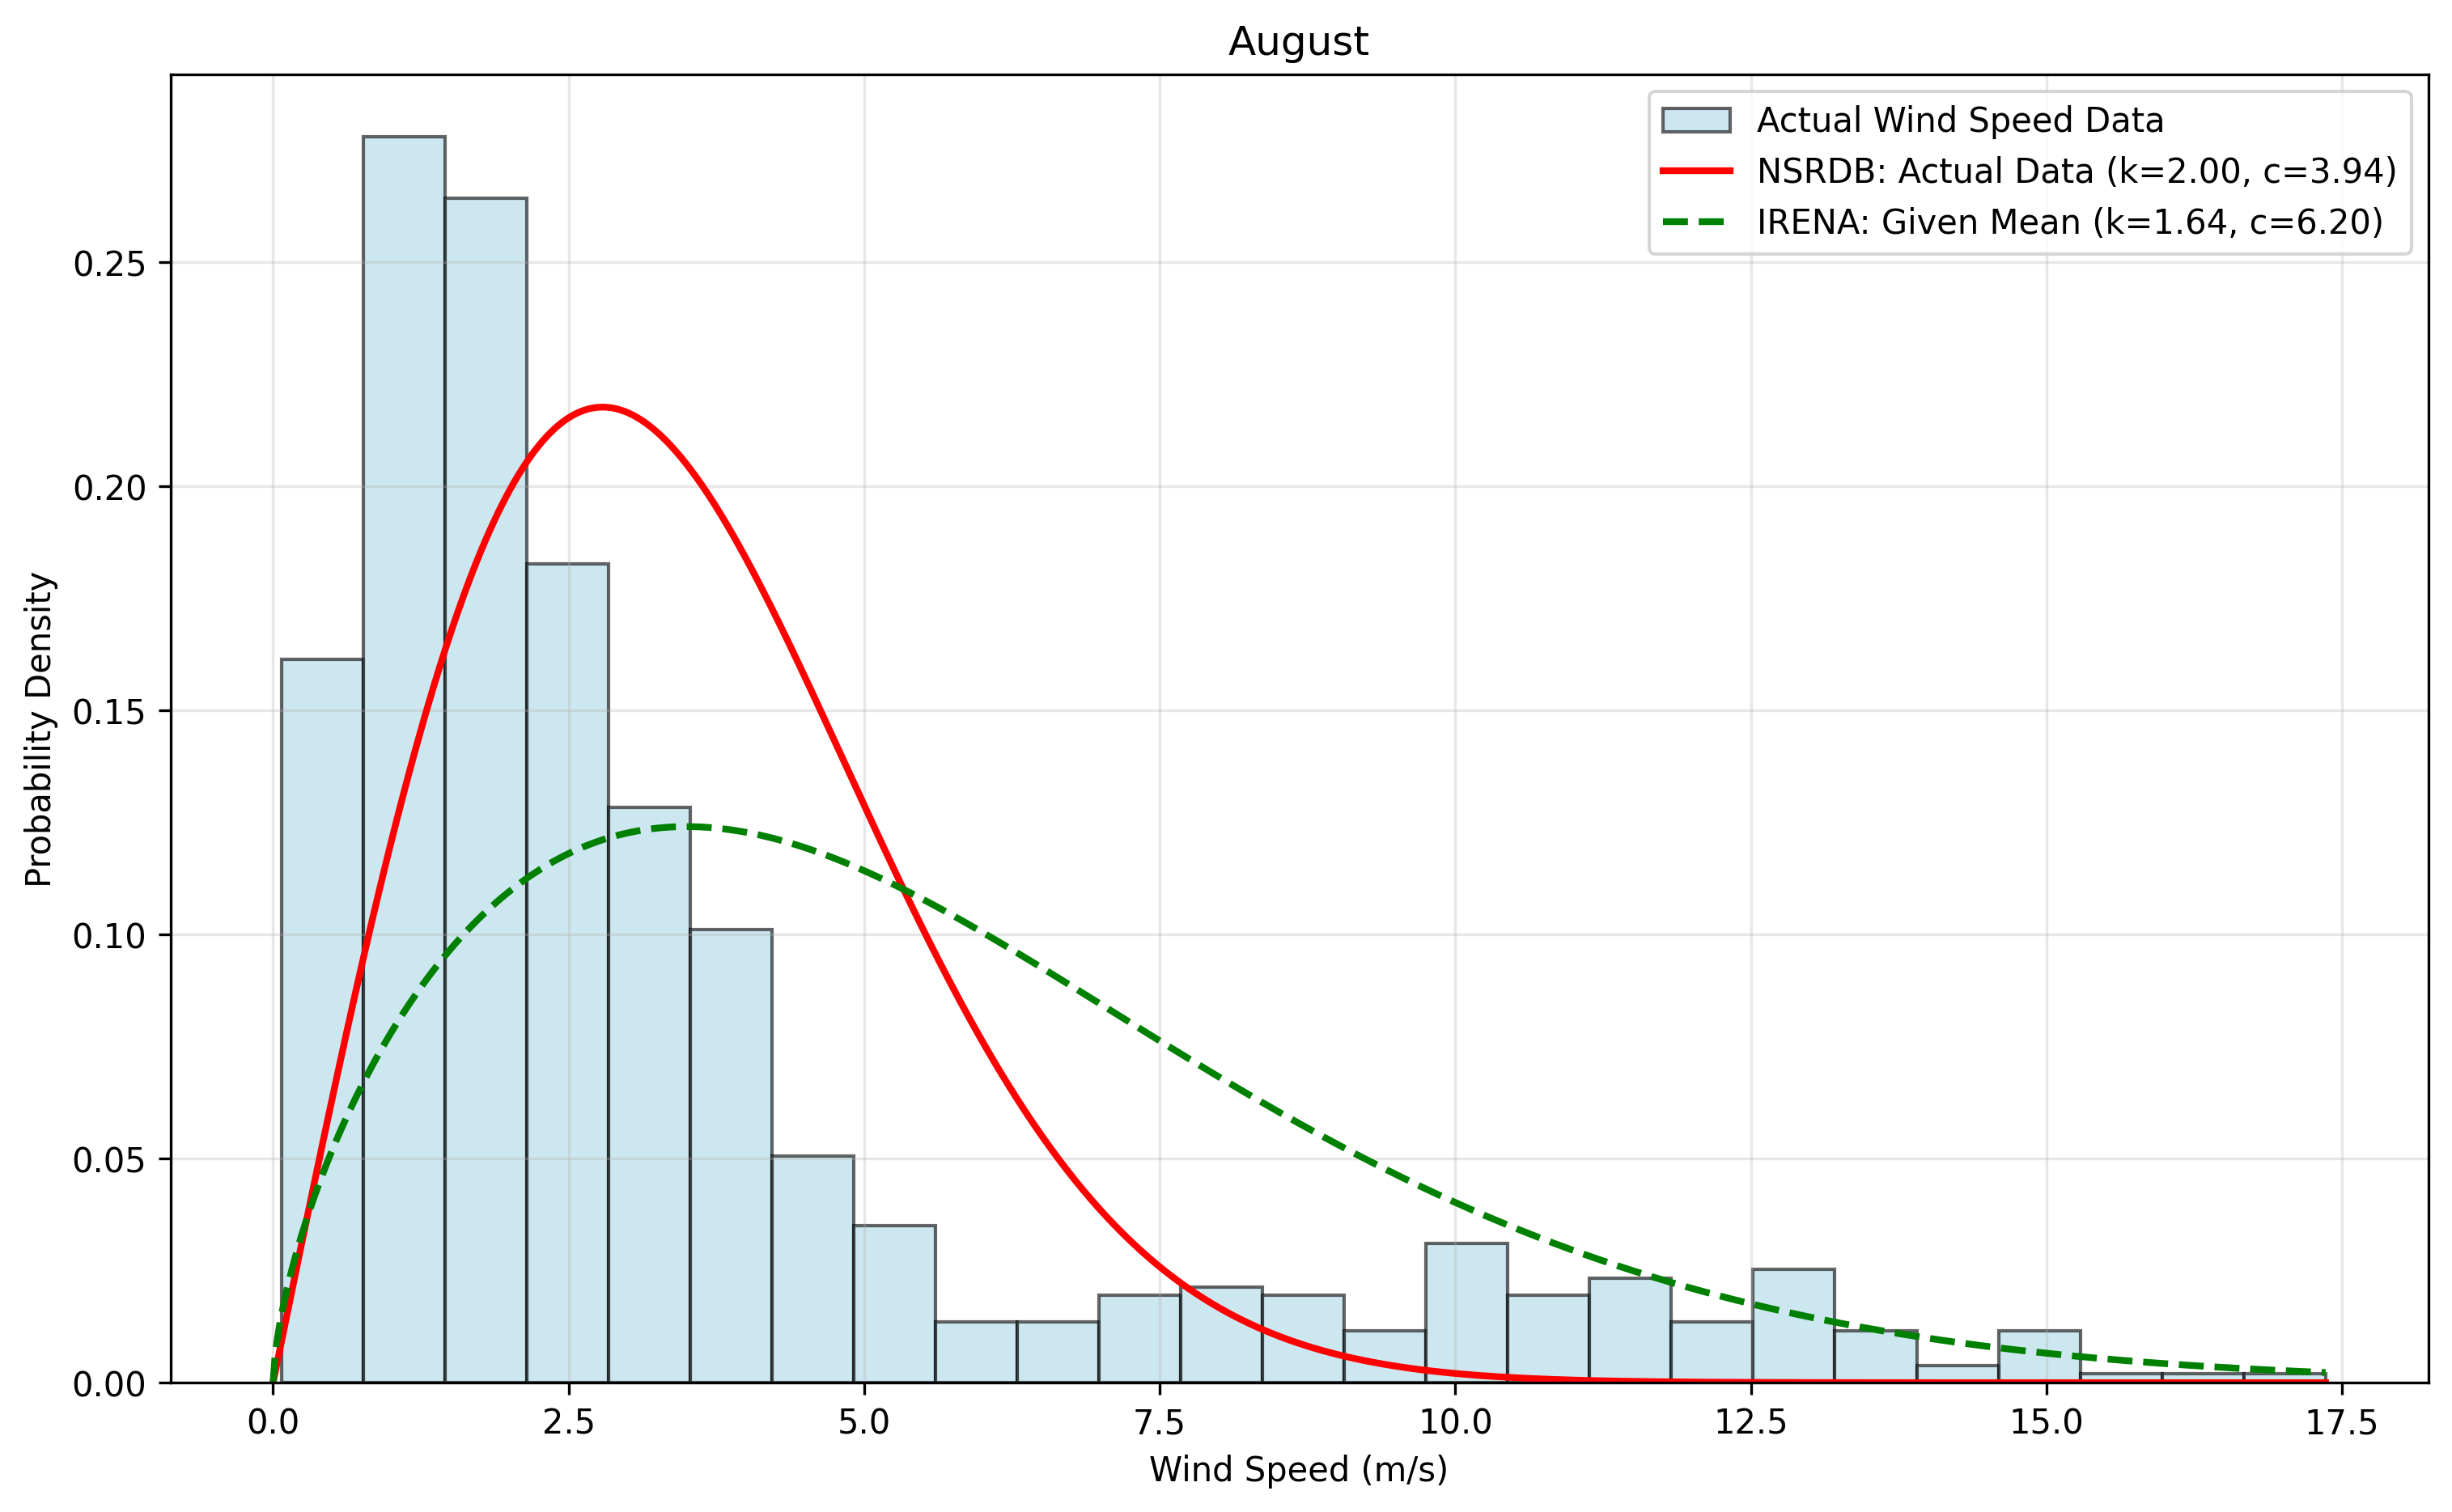 August
Actual Wind Speed Data
NSRDB: Actual Data (k=2.00, c=3.94)
IRENA: Given Mean (k=1.64, c=6.20)
Probability Density
0.25
0.20
0.15
0.10
0.05
0.00
0.0 2.5 5.0 7.5 10.0 12.5 15.0 17.5
Wind Speed (m/s)